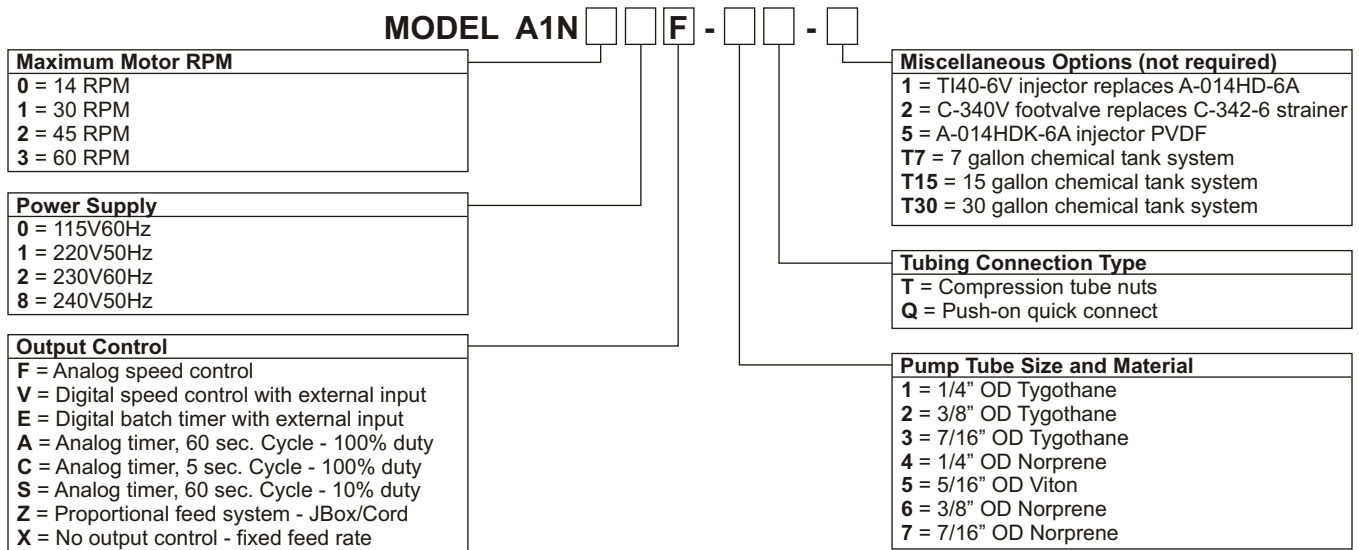 MODEL A1N F - -
Maximum Motor RPM
0 = 14 RPM
1 = 30 RPM
2 = 45 RPM
3 = 60 RPM
Power Supply
0 = 115V60Hz
1 = 220V50Hz
2 = 230V60Hz
8 = 240V50Hz
Output Control
F = Analog speed control
V = Digital speed control with external input
E = Digital batch timer with external input
A = Analog timer, 60 sec. Cycle - 100% duty
C = Analog timer, 5 sec. Cycle - 100% duty
S = Analog timer, 60 sec. Cycle - 10% duty
Z = Proportional feed system - JBox/Cord
X = No output control - fixed feed rate
Miscellaneous Options (not required)
1 = TI40-6V injector replaces A-014HD-6A
2 = C-340V footvalve replaces C-342-6 strainer
5 = A-014HDK-6A injector PVDF
T7 = 7 gallon chemical tank system
T15 = 15 gallon chemical tank system
T30 = 30 gallon chemical tank system
Tubing Connection Type
T = Compression tube nuts
Q = Push-on quick connect
Pump Tube Size and Material
1 = 1/4” OD Tygothane
2 = 3/8” OD Tygothane
3 = 7/16” OD Tygothane
4 = 1/4” OD Norprene
5 = 5/16” OD Viton
6 = 3/8” OD Norprene
7 = 7/16” OD Norprene